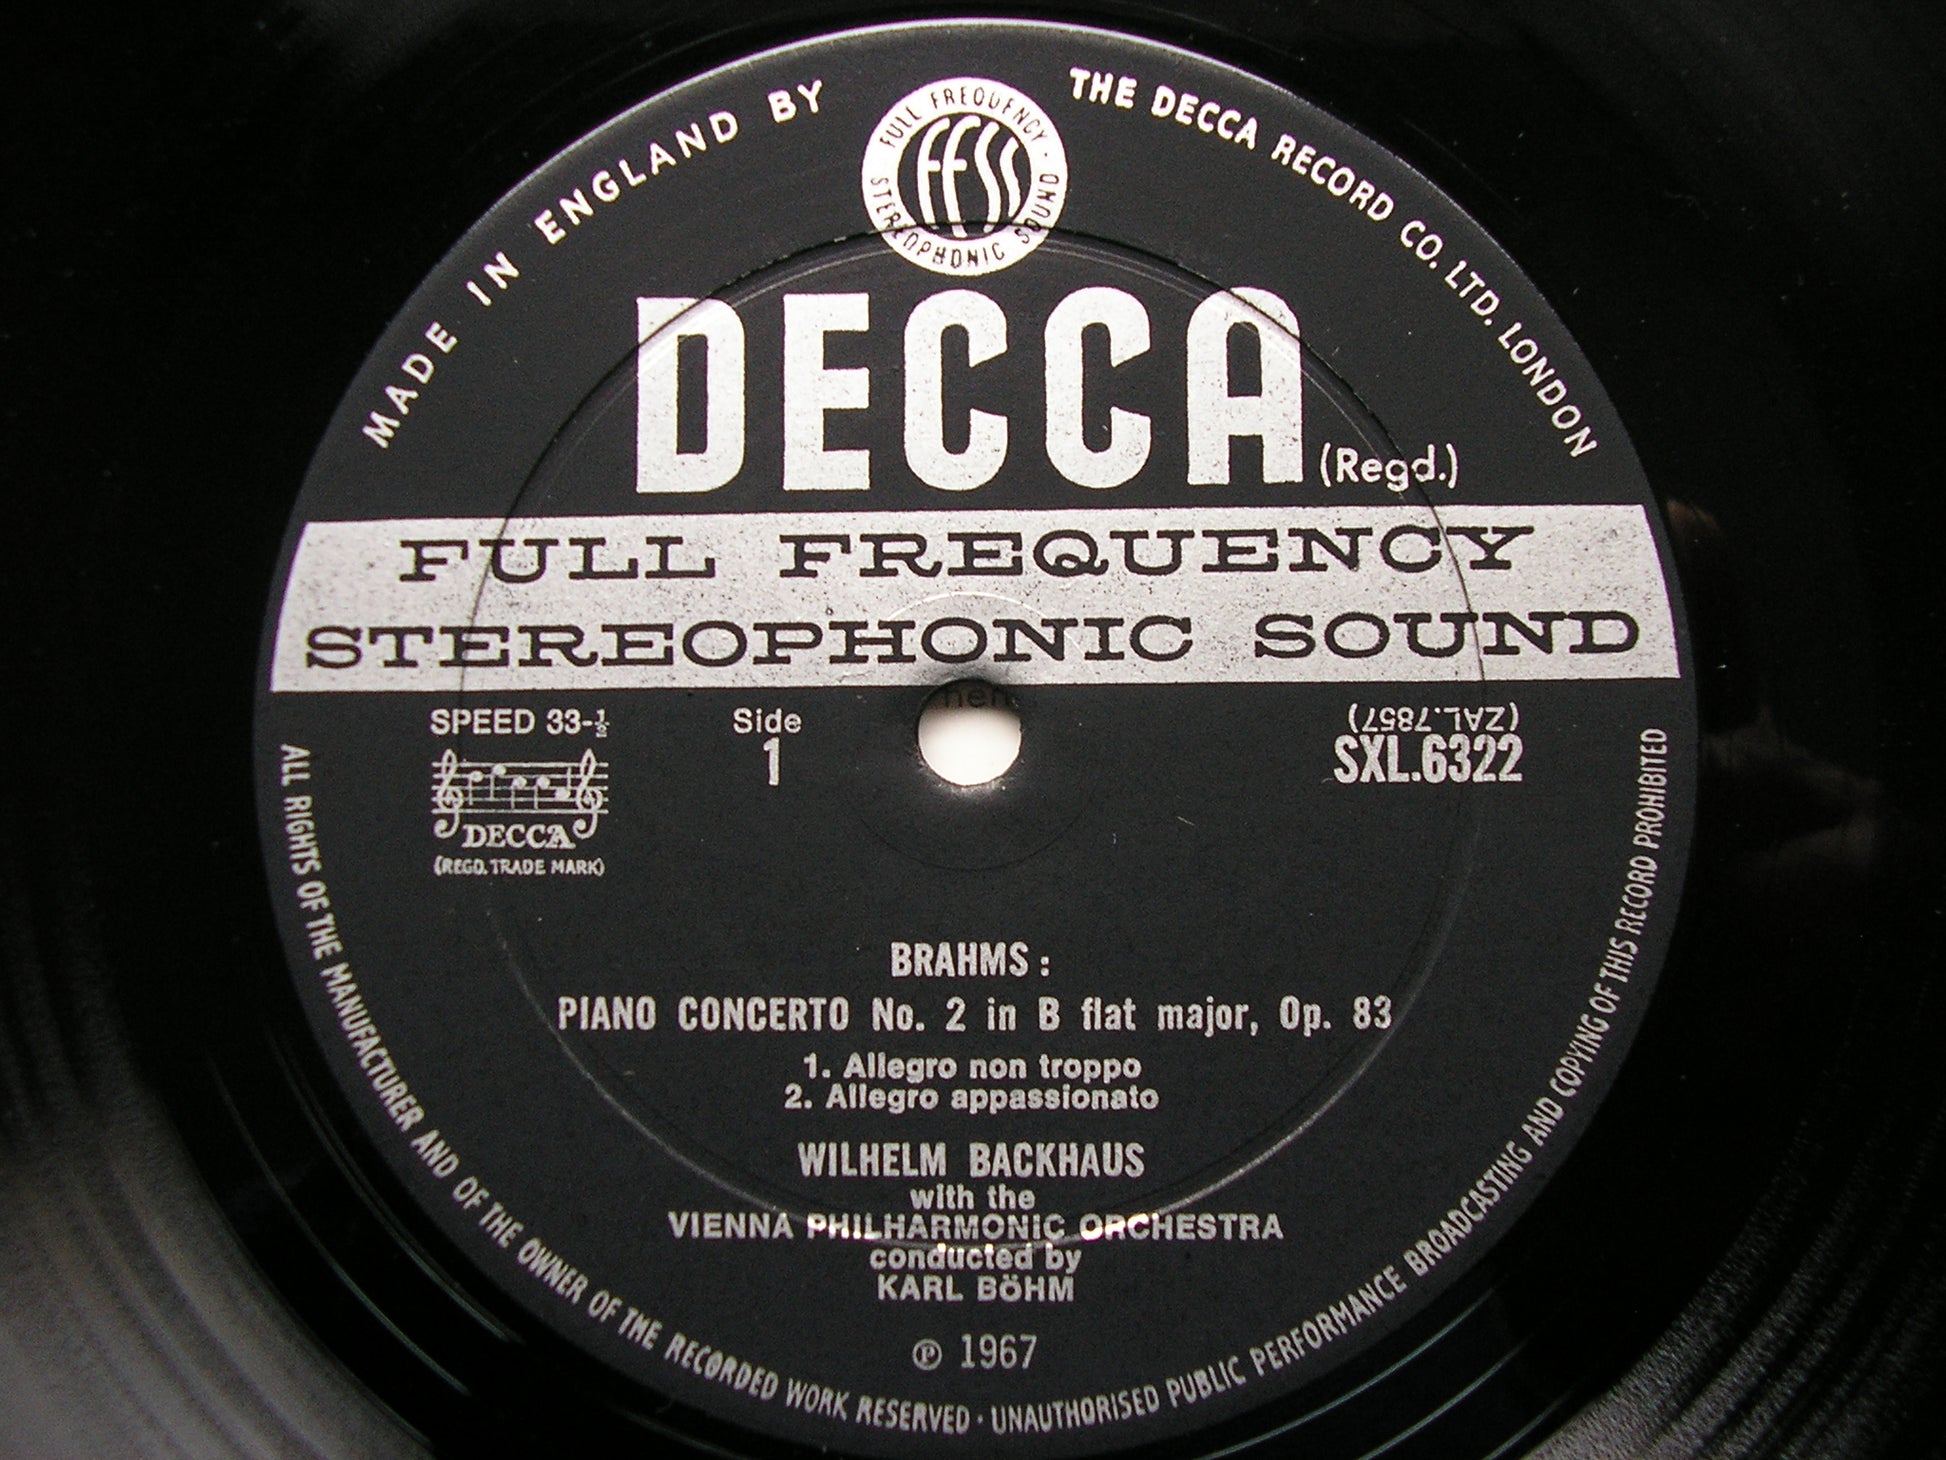 MADE IN ENGLAND BY
THE DECCA RECORD CO. LTD. LONDON
FULL FREQUENCY ·
STEREOPHONIC SOUND
FFSS
DECCA (Regd.)
FULL FREQUENCY
STEREOPHONIC SOUND
SPEED 33-½
DECCA
(REGD. TRADE MARK)
Side
1
(ZAL.7857)
SXL.6322
BRAHMS :
PIANO CONCERTO No. 2 in B flat major, Op. 83
1. Allegro non troppo
2. Allegro appassionato
WILHELM BACKHAUS
with the
VIENNA PHILHARMONIC ORCHESTRA
conducted by
KARL BÖHM
℗ 1967
ALL RIGHTS OF THE MANUFACTURER AND OF THE OWNER OF THE RECORDED WORK RESERVED · UNAUTHORISED PUBLIC PERFORMANCE BROADCASTING AND COPYING OF THIS RECORD PROHIBITED